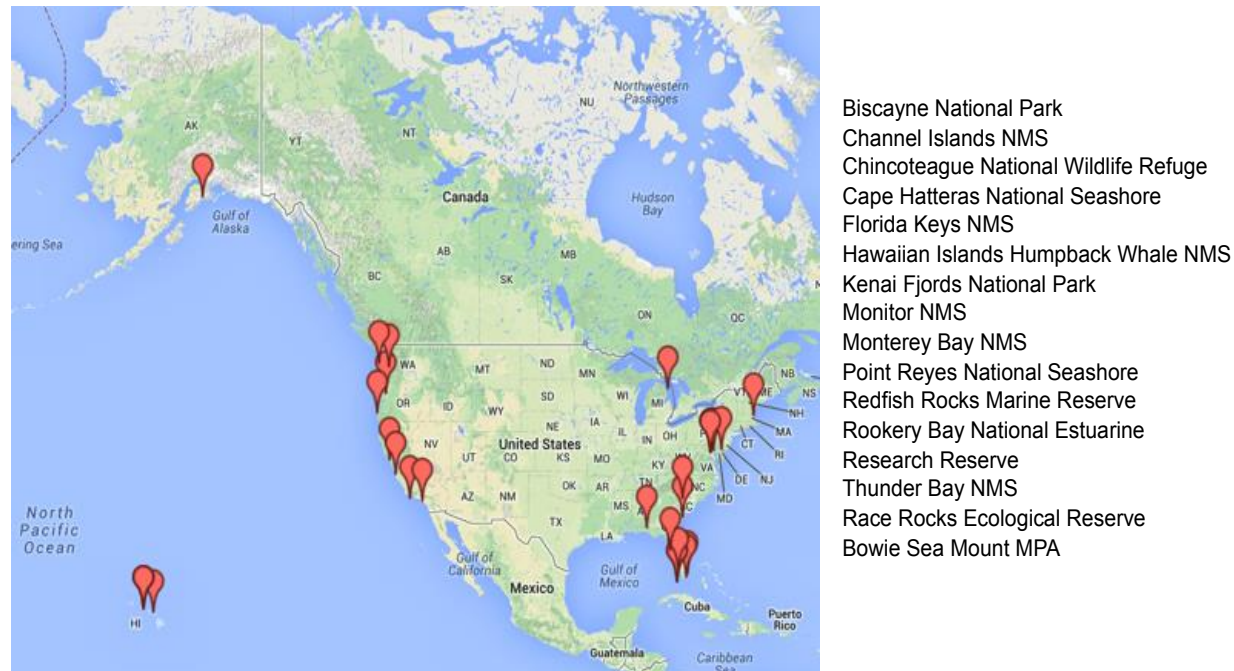 Northwestern
Passages
NU
AK
YT
NT
Canada
Hudson
Bay
Gulf of
Alaska
ering Sea
AB
MB
BC
SK
ON
QC
NB
NS
WA
MT
ND
MN
VT
ME
NH
OR
ID
SD
WI
MI
MA
WY
RI
NE
IA
IL
IN
OH
CT
NV
United States
UT
CO
KS
MO
KY
VA
DE
NJ
MD
OK
AR
TN
NC
AZ
NM
MS
TX
LA
North
Pacific
Ocean
Gulf of
California
Gulf of
Mexico
Mexico
Cuba
Puerto
Rico
HI
Guatemala
Caribbean
Sea
Biscayne National Park
Channel Islands NMS
Chincoteague National Wildlife Refuge
Cape Hatteras National Seashore
Florida Keys NMS
Hawaiian Islands Humpback Whale NMS
Kenai Fjords National Park
Monitor NMS
Monterey Bay NMS
Point Reyes National Seashore
Redfish Rocks Marine Reserve
Rookery Bay National Estuarine
Research Reserve
Thunder Bay NMS
Race Rocks Ecological Reserve
Bowie Sea Mount MPA